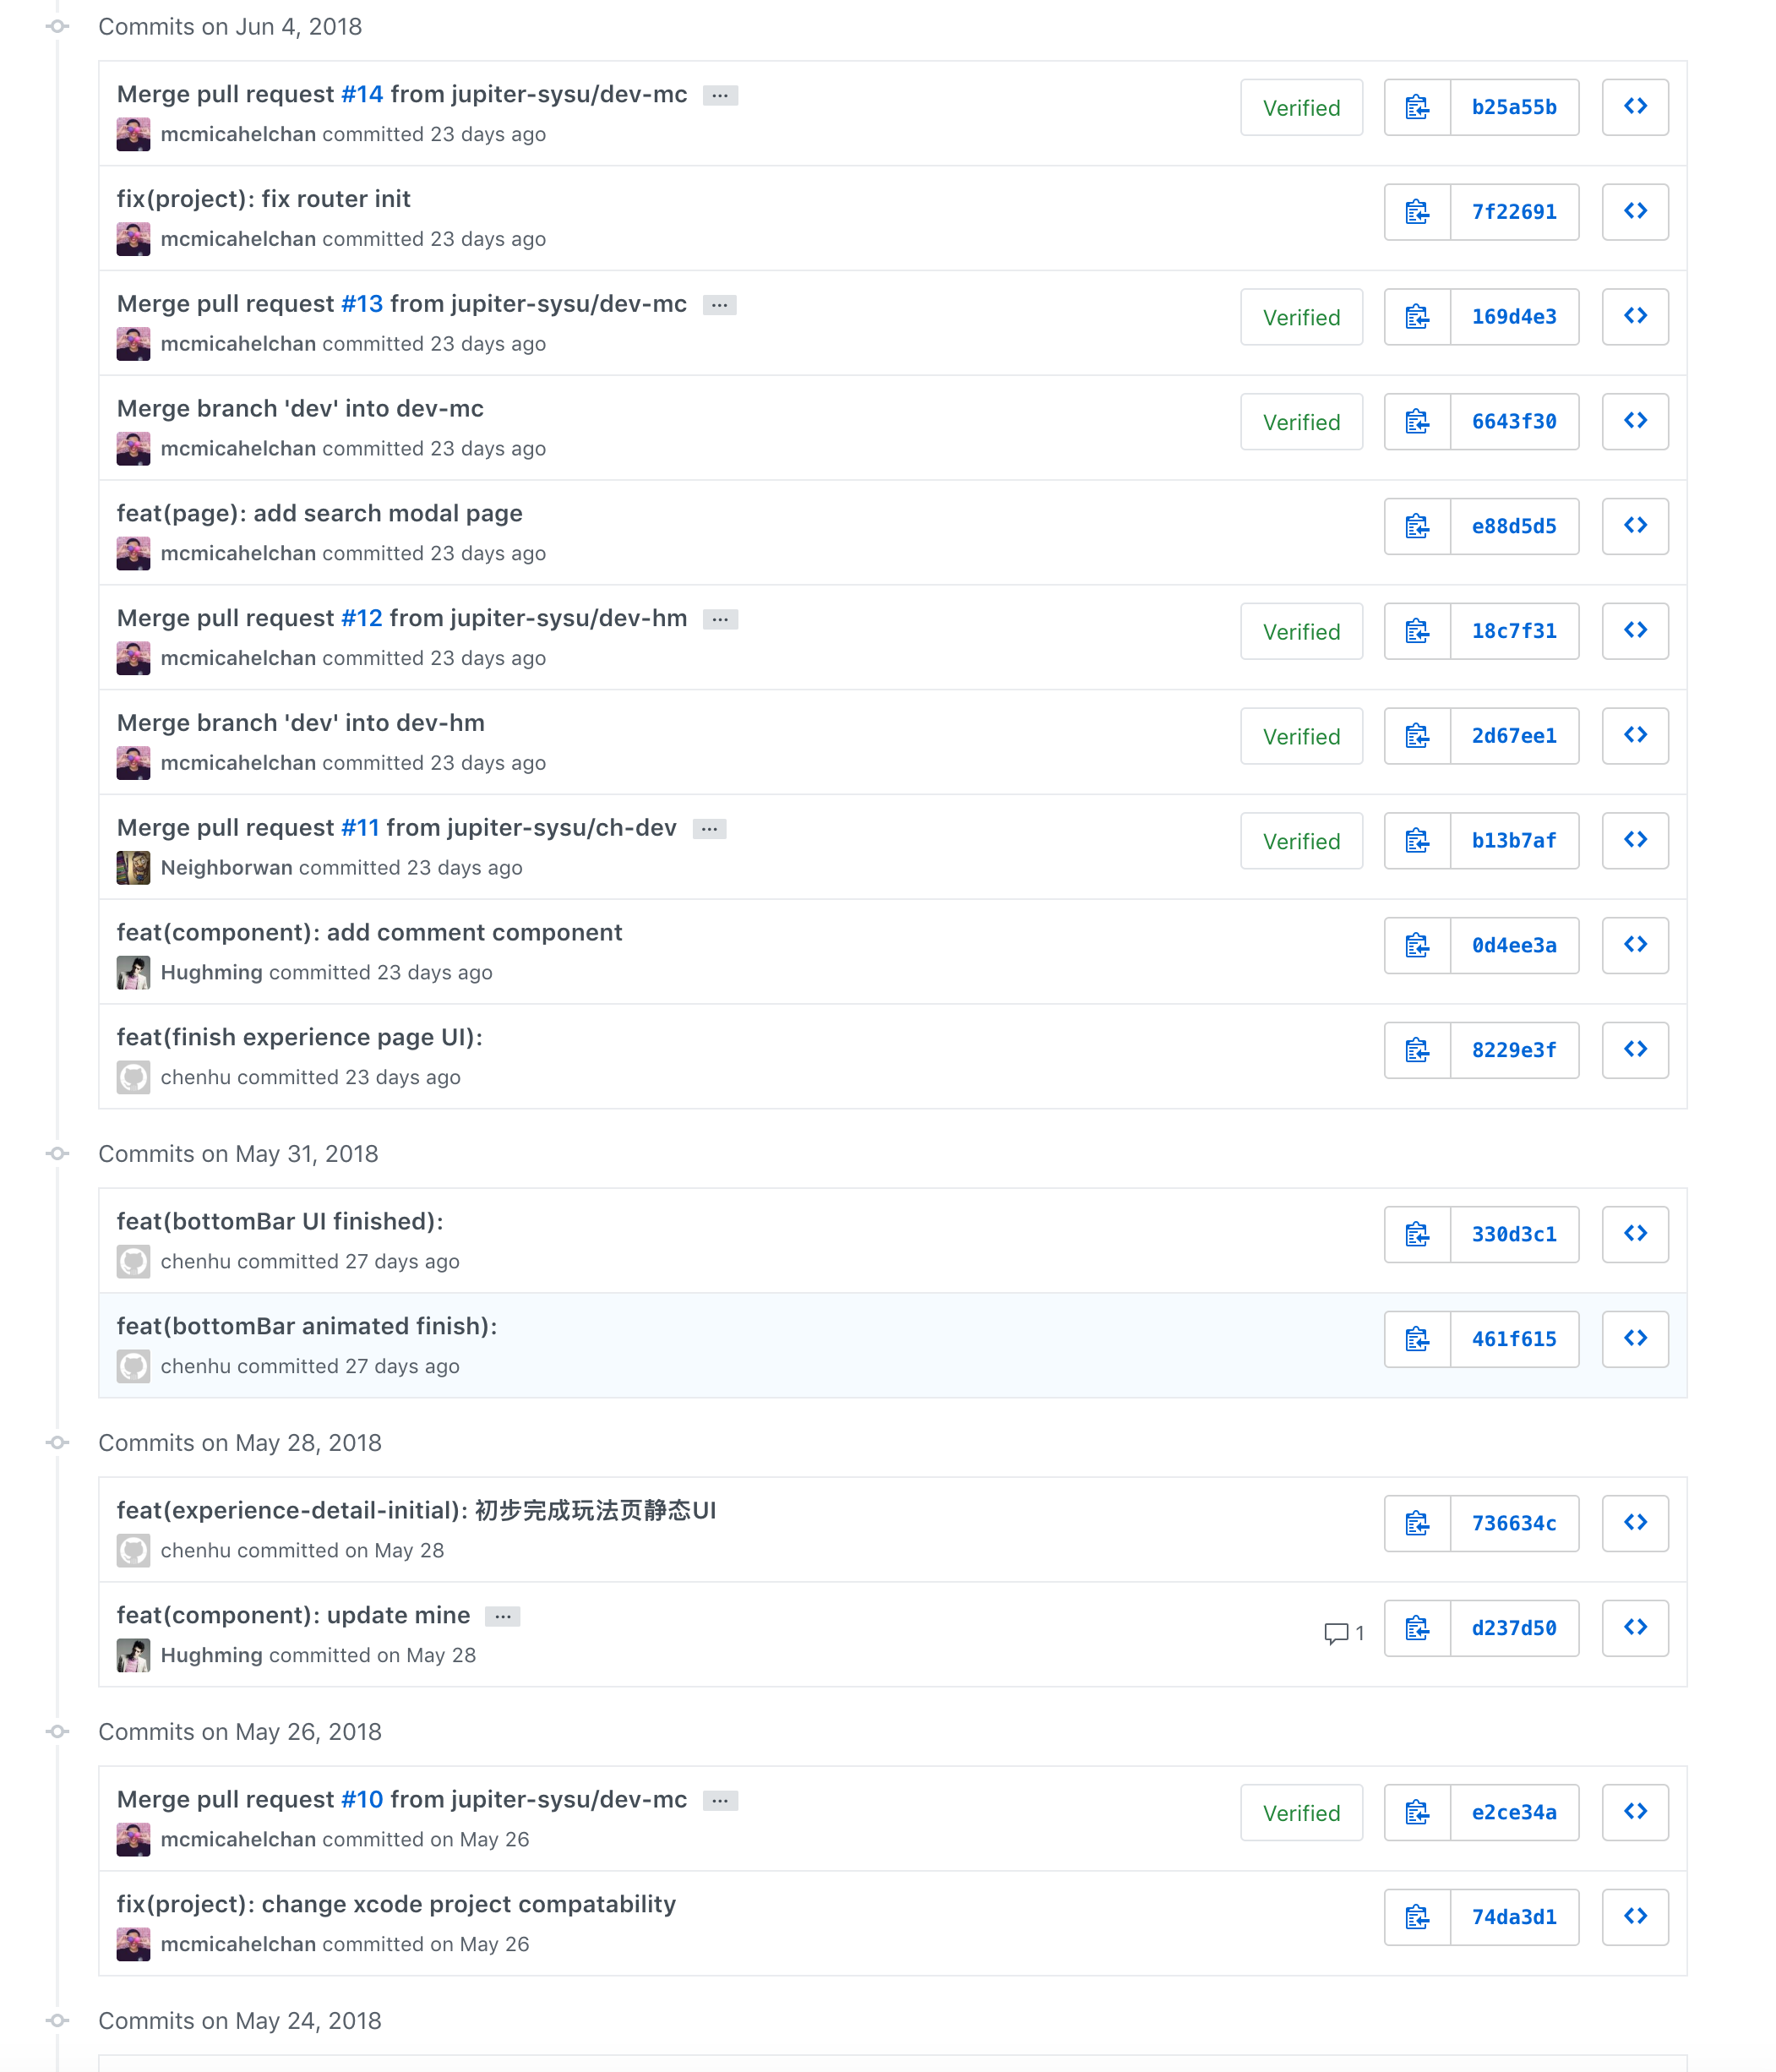 Commits on Jun 4, 2018
Merge pull request #14 from jupiter-sysu/dev-mc ...
mcmicahelchan committed 23 days ago
Verified
b25a55b
fix(project): fix router init
mcmicahelchan committed 23 days ago
7f22691
Merge pull request #13 from jupiter-sysu/dev-mc ...
mcmicahelchan committed 23 days ago
Verified
169d4e3
Merge branch 'dev' into dev-mc
mcmicahelchan committed 23 days ago
Verified
6643f30
feat(page): add search modal page
mcmicahelchan committed 23 days ago
e88d5d5
Merge pull request #12 from jupiter-sysu/dev-hm ...
mcmicahelchan committed 23 days ago
Verified
18c7f31
Merge branch 'dev' into dev-hm
mcmicahelchan committed 23 days ago
Verified
2d67ee1
Merge pull request #11 from jupiter-sysu/ch-dev ...
Neighborwan committed 23 days ago
Verified
b13b7af
feat(component): add comment component
Hughming committed 23 days ago
0d4ee3a
feat(finish experience page UI):
chenhu committed 23 days ago
8229e3f
Commits on May 31, 2018
feat(bottomBar UI finished):
chenhu committed 27 days ago
330d3c1
feat(bottomBar animated finish):
chenhu committed 27 days ago
461f615
Commits on May 28, 2018
feat(experience-detail-initial): 初步完成玩法页静态UI
chenhu committed on May 28
736634c
feat(component): update mine ...
Hughming committed on May 28
1
d237d50
Commits on May 26, 2018
Merge pull request #10 from jupiter-sysu/dev-mc ...
mcmicahelchan committed on May 26
Verified
e2ce34a
fix(project): change xcode project compatability
mcmicahelchan committed on May 26
74da3d1
Commits on May 24, 2018